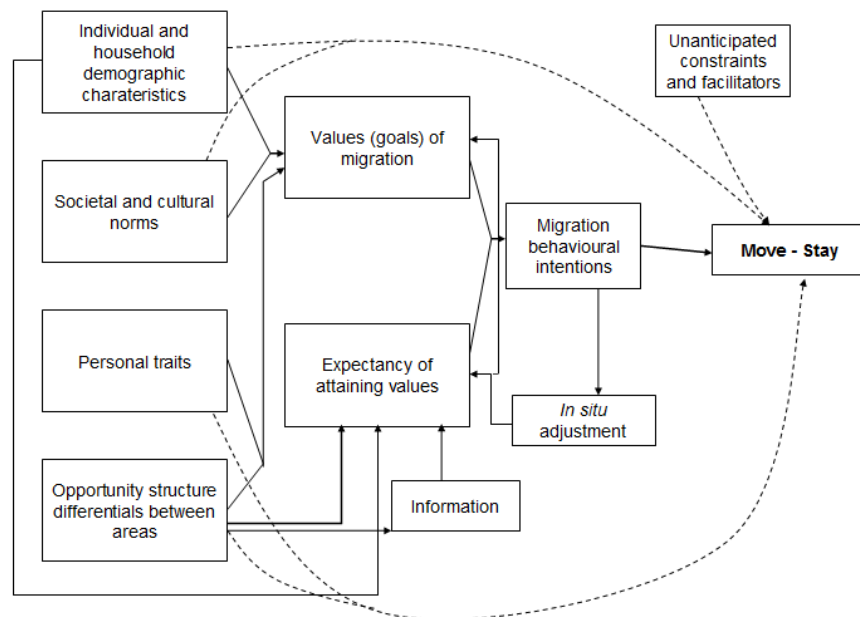 Individual and
household
demographic
charateristics
Unanticipated
constraints
and facilitators
Values (goals) of
migration
Societal and cultural
norms
Migration
behavioural
intentions
Move - Stay
Personal traits
Expectancy of
attaining values
In situ
adjustment
Opportunity structure
differentials between
areas
Information